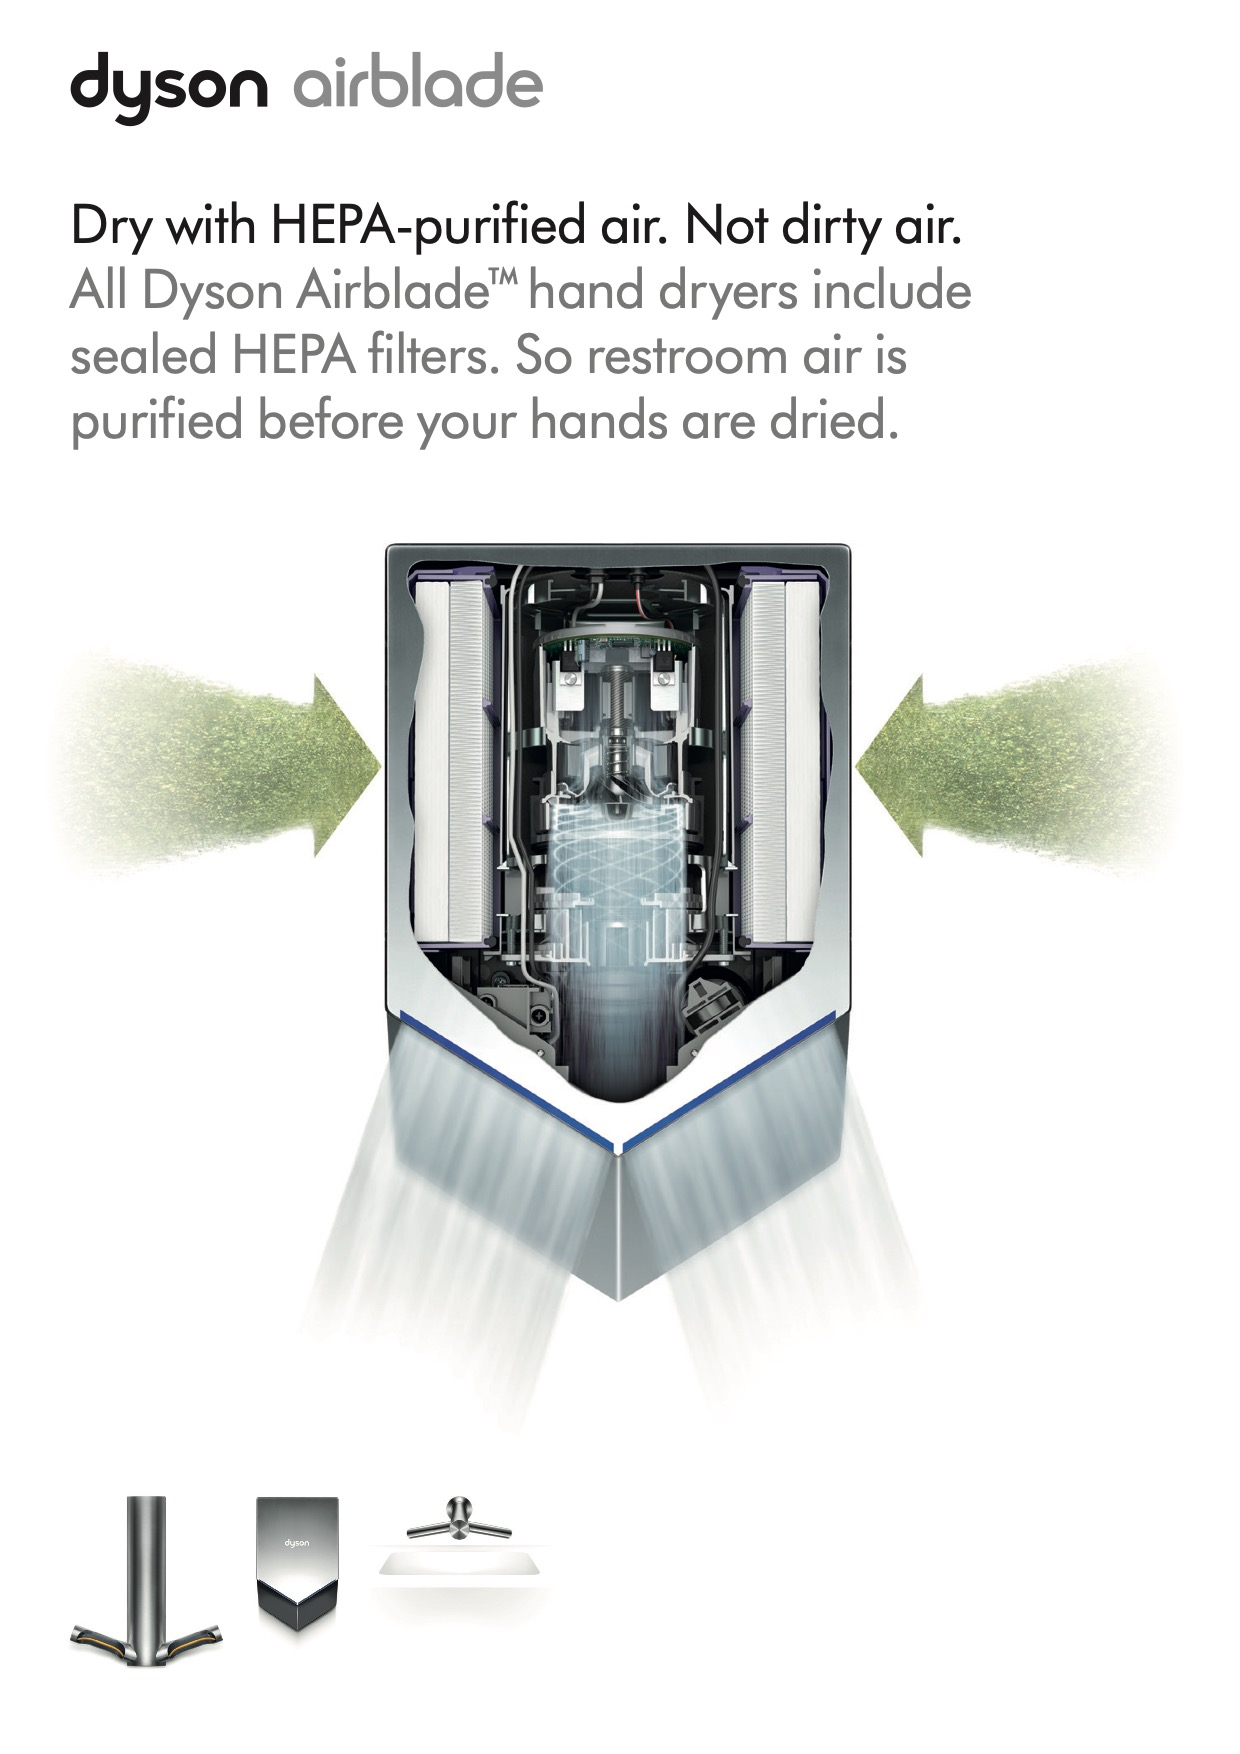 dyson airblade
Dry with HEPA-purified air. Not dirty air.
All Dyson Airblade™ hand dryers include
sealed HEPA filters. So restroom air is
purified before your hands are dried.
dyson